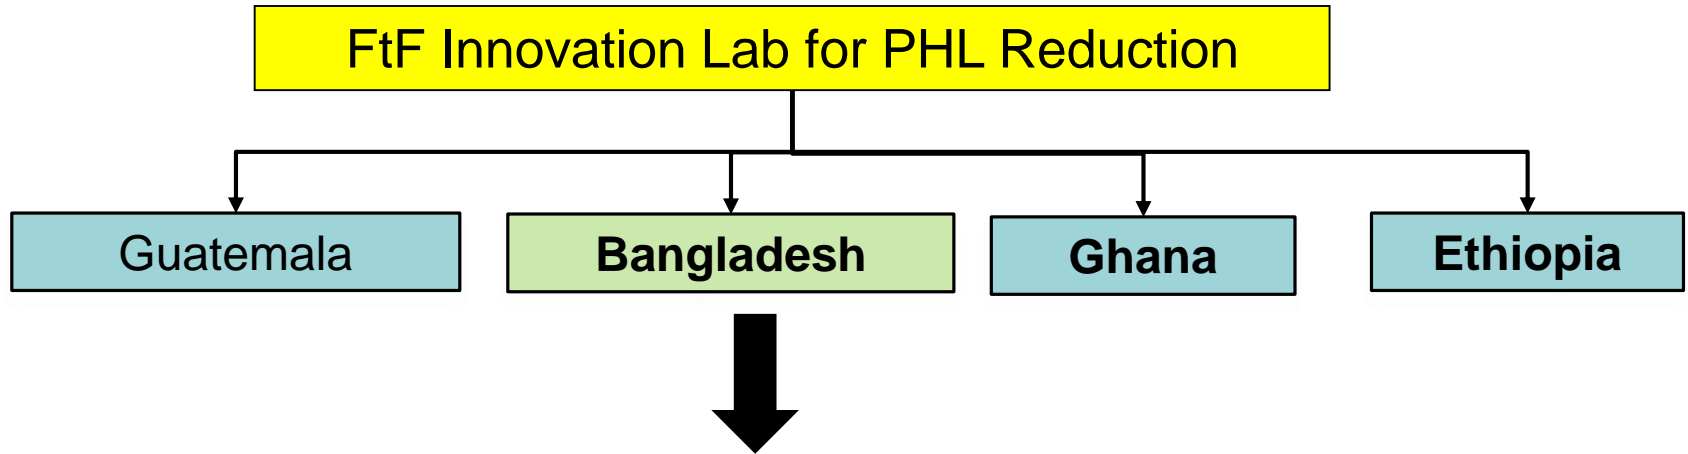 FtF Innovation Lab for PHL Reduction
Guatemala
Bangladesh
Ghana
Ethiopia